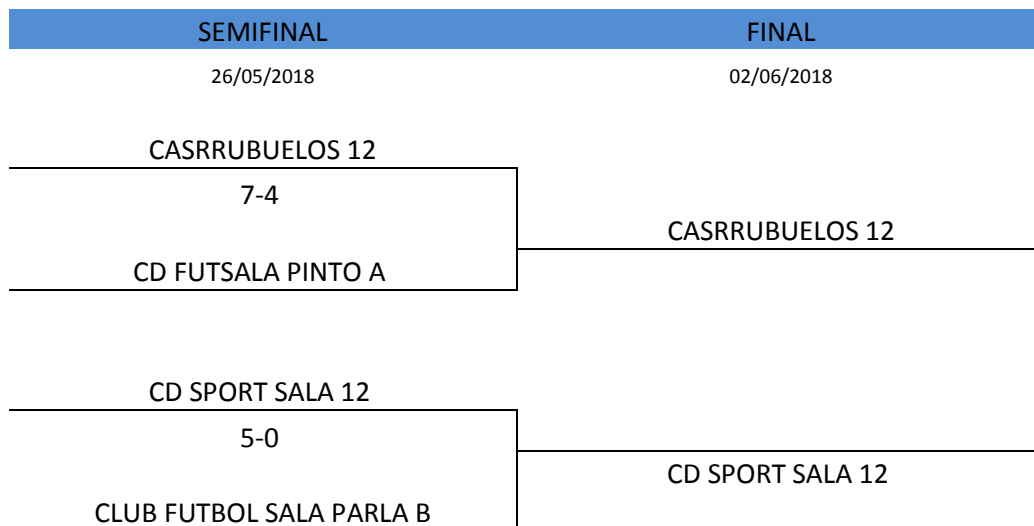 SEMIFINAL FINAL
26/05/2018 02/06/2018
CASRRUBUELOS 12
7-4
CASRRUBUELOS 12
CD FUTSALA PINTO A
CD SPORT SALA 12
5-0
CD SPORT SALA 12
CLUB FUTBOL SALA PARLA B